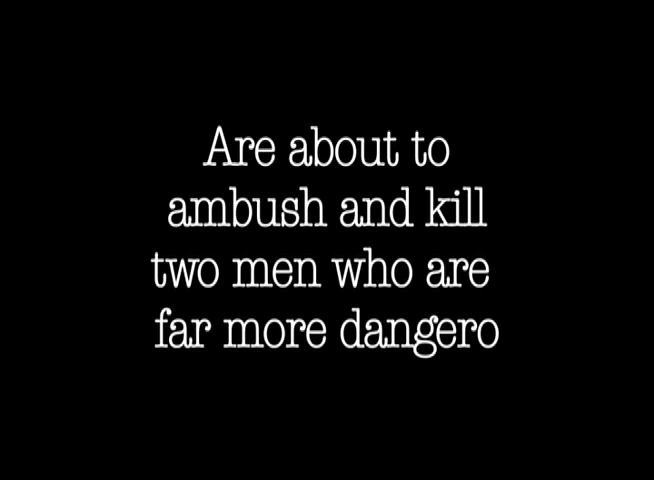 Are about to
ambush and kill
two men who are
far more dangero